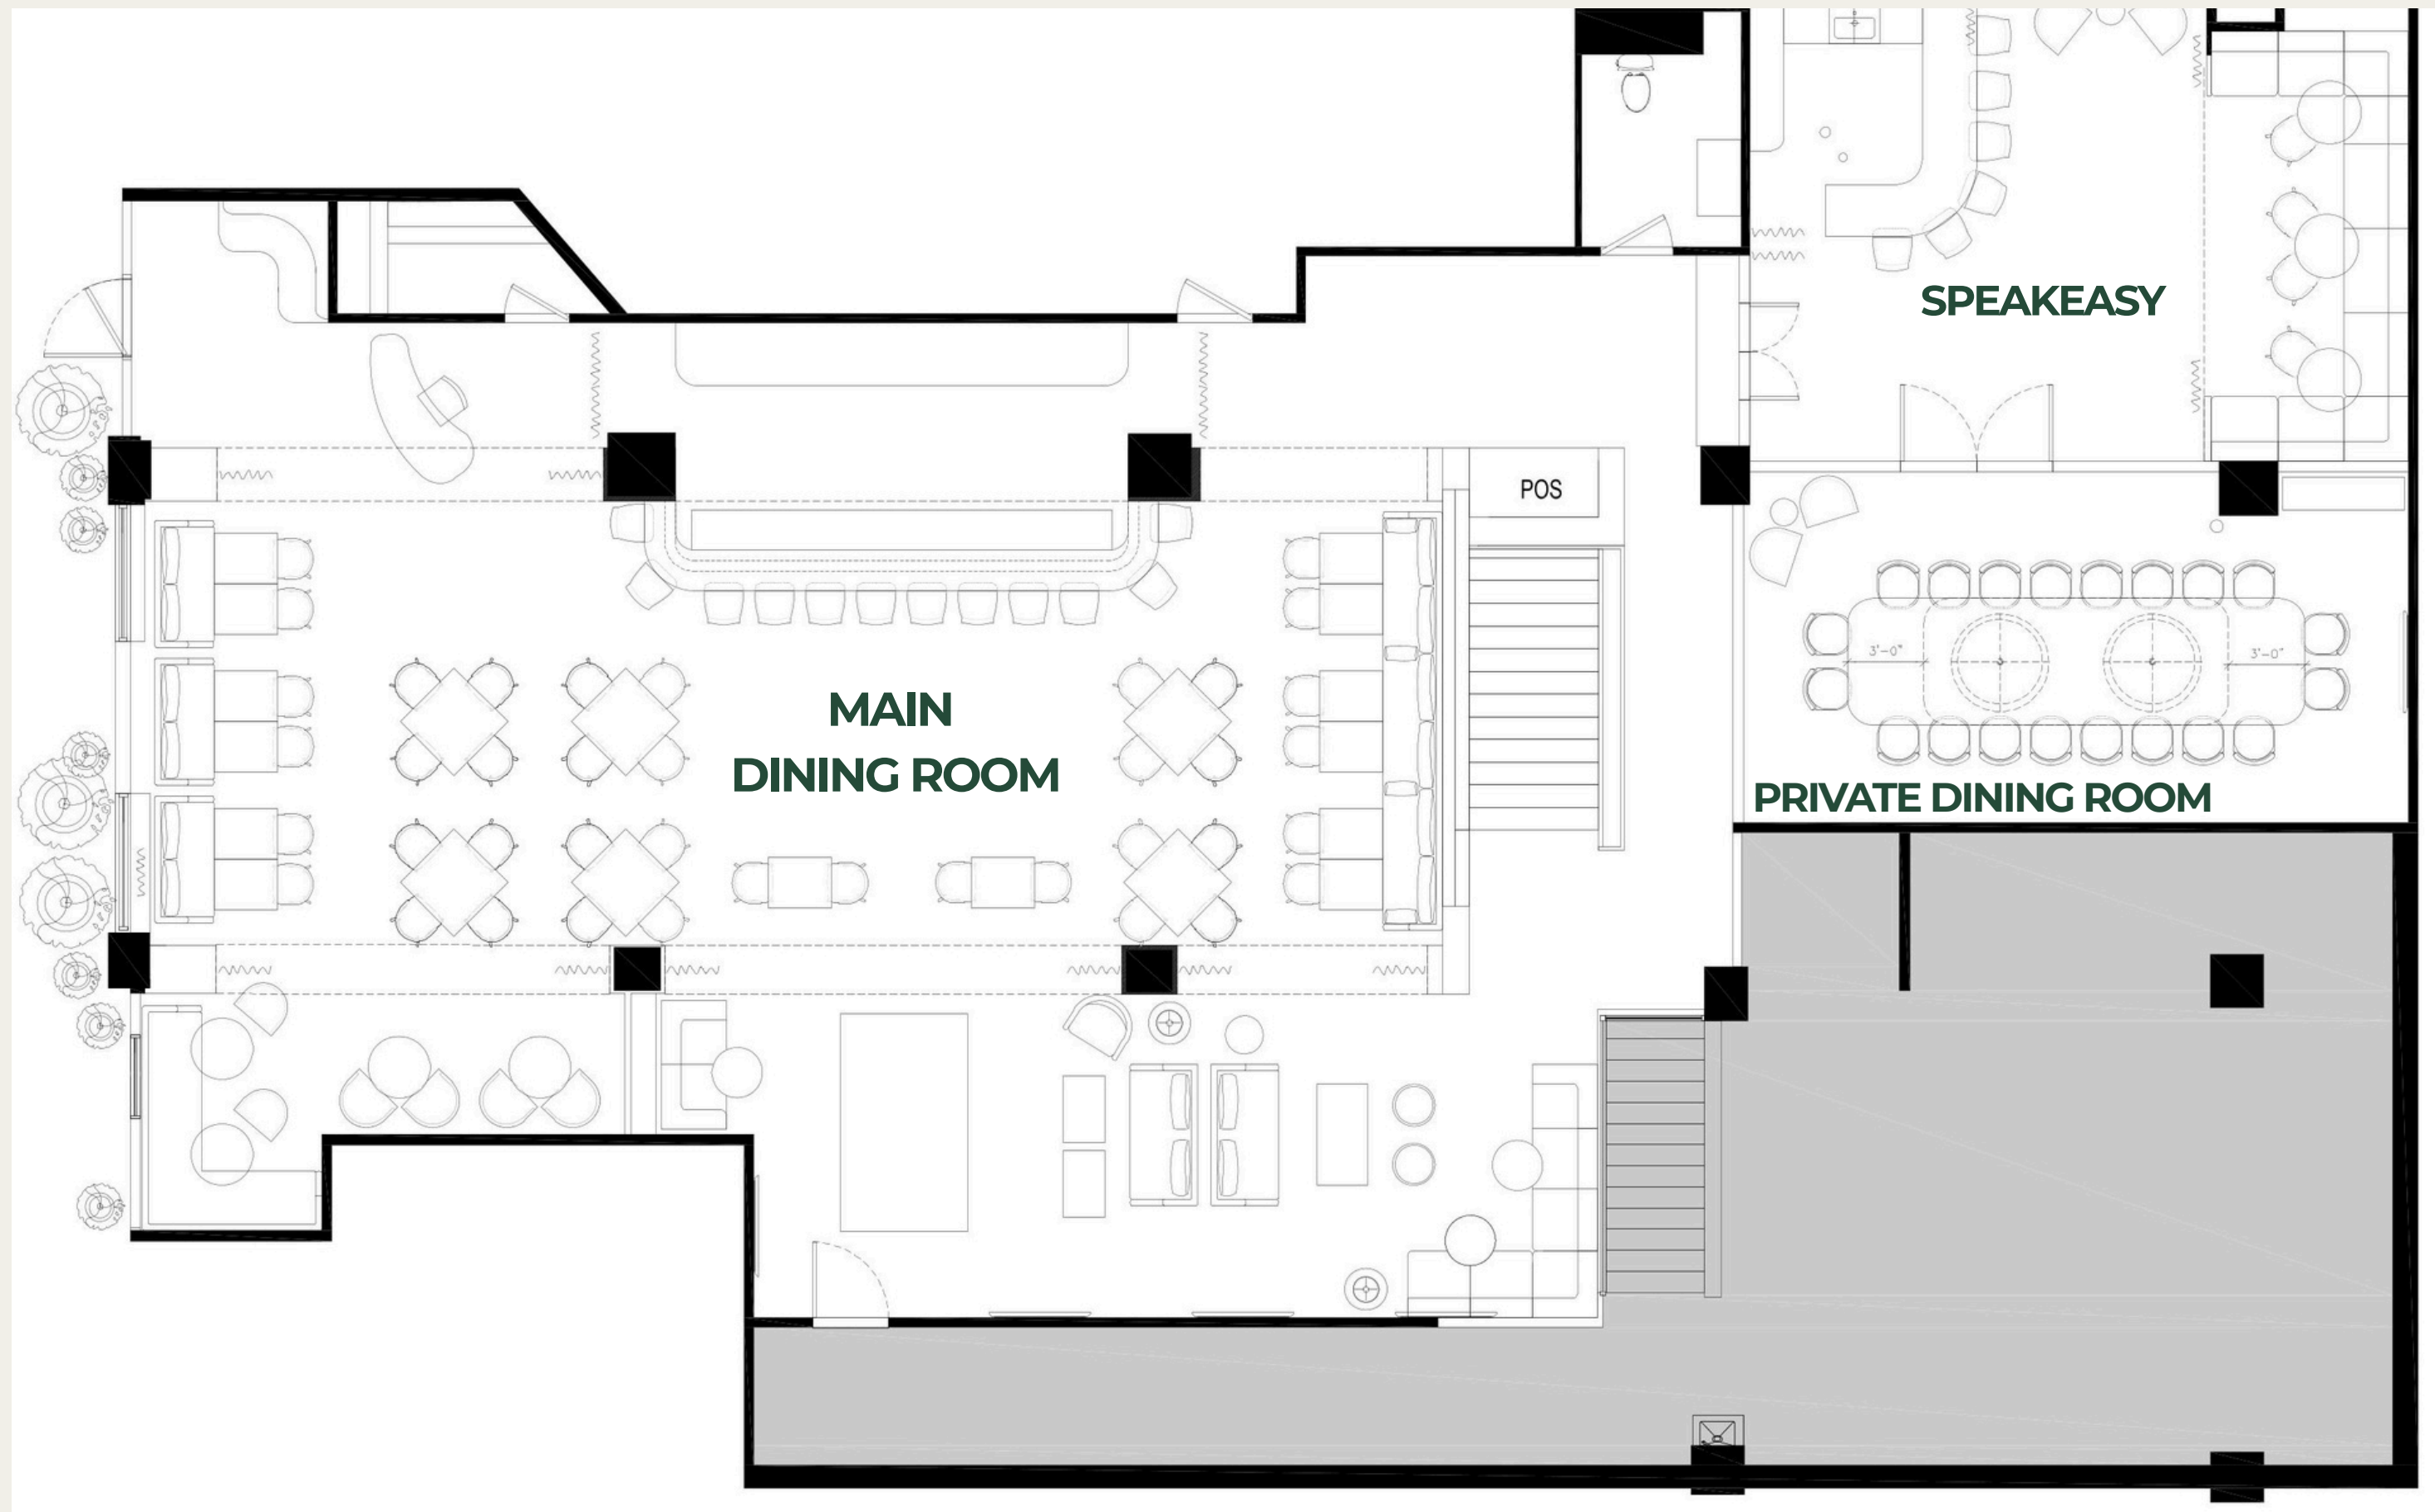 SPEAKEASY
POS
3'-0"
3'-0"
MAIN
DINING ROOM
PRIVATE DINING ROOM